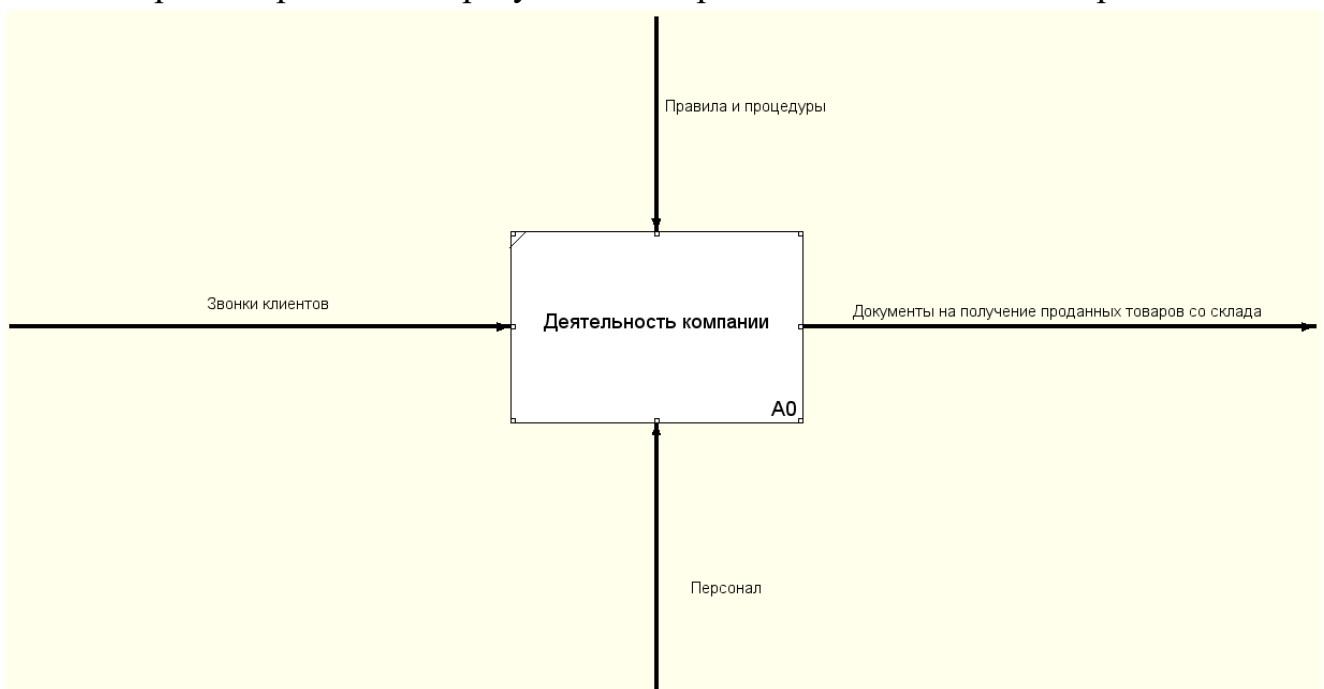 Правила и процедуры
Звонки клиентов
Деятельность компании
Документы на получение проданных товаров со склада
A0
Персонал